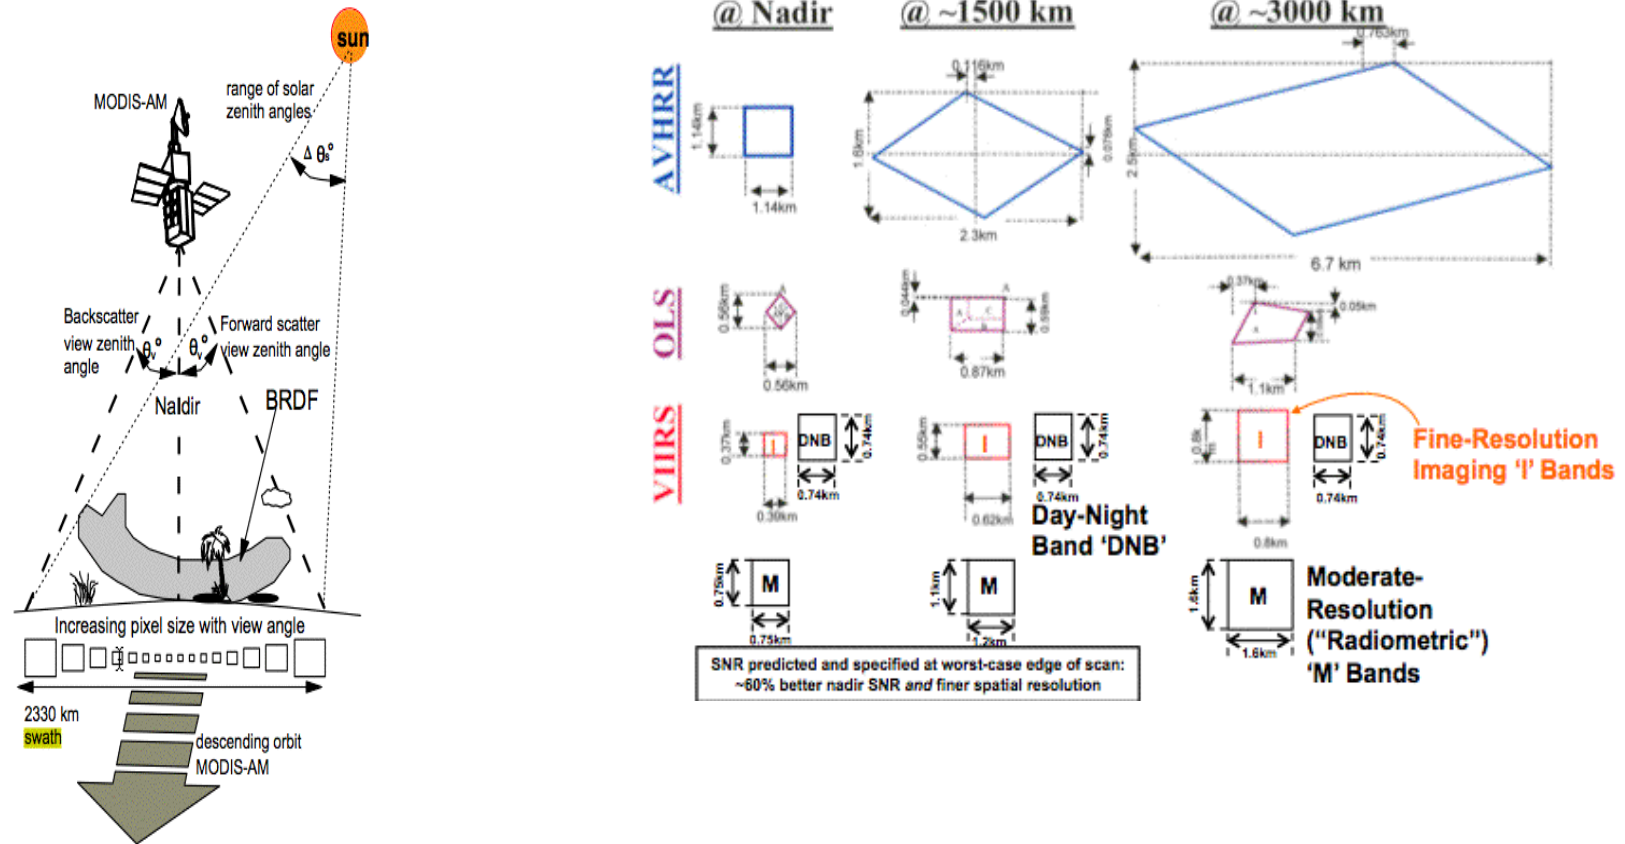 sun
range of solar
zenith angles
MODIS-AM
Δ θs°
Backscatter
view zenith
angle
θv°
θv°
Forward scatter
view zenith angle
Nadir
BRDF
Increasing pixel size with view angle
2330 km
swath
descending orbit
MODIS-AM
@ Nadir
@ ~1500 km
@ ~3000 km
AVHRR
1.14km
1.14km
0.116km
1.6km
0.078km
2.3km
0.763km
2.5km
6.7 km
OLS
0.56km
A
0.56km
0.044km
A
A
C
B
0.59km
0.87km
0.37km
0.05km
A
1.1km
VIIRS
0.37km
I
0.39km
DNB
0.74km
0.74km
0.55km
I
0.62km
DNB
0.74km
0.74km
Day-Night
Band ‘DNB’
0.8k
m
I
0.8km
DNB
0.74km
0.74km
Fine-Resolution
Imaging ‘I’ Bands
0.75km
M
0.75km
1.1km
M
1.2km
1.6km
M
1.6km
Moderate-
Resolution
(“Radiometric”)
‘M’ Bands
SNR predicted and specified at worst-case edge of scan:
~60% better nadir SNR and finer spatial resolution